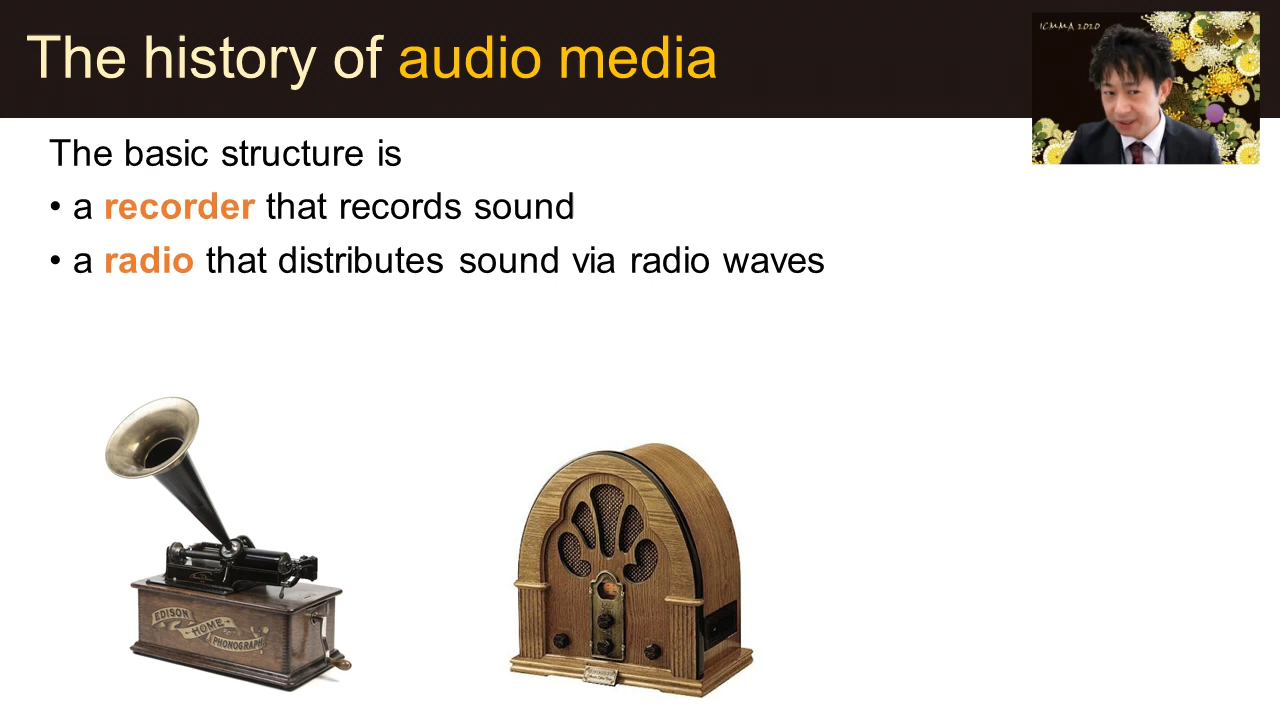 The history of audio media
ICMMA 2020
The basic structure is
• a recorder that records sound
• a radio that distributes sound via radio waves
EDISON
HOME
PHONOGRAPH